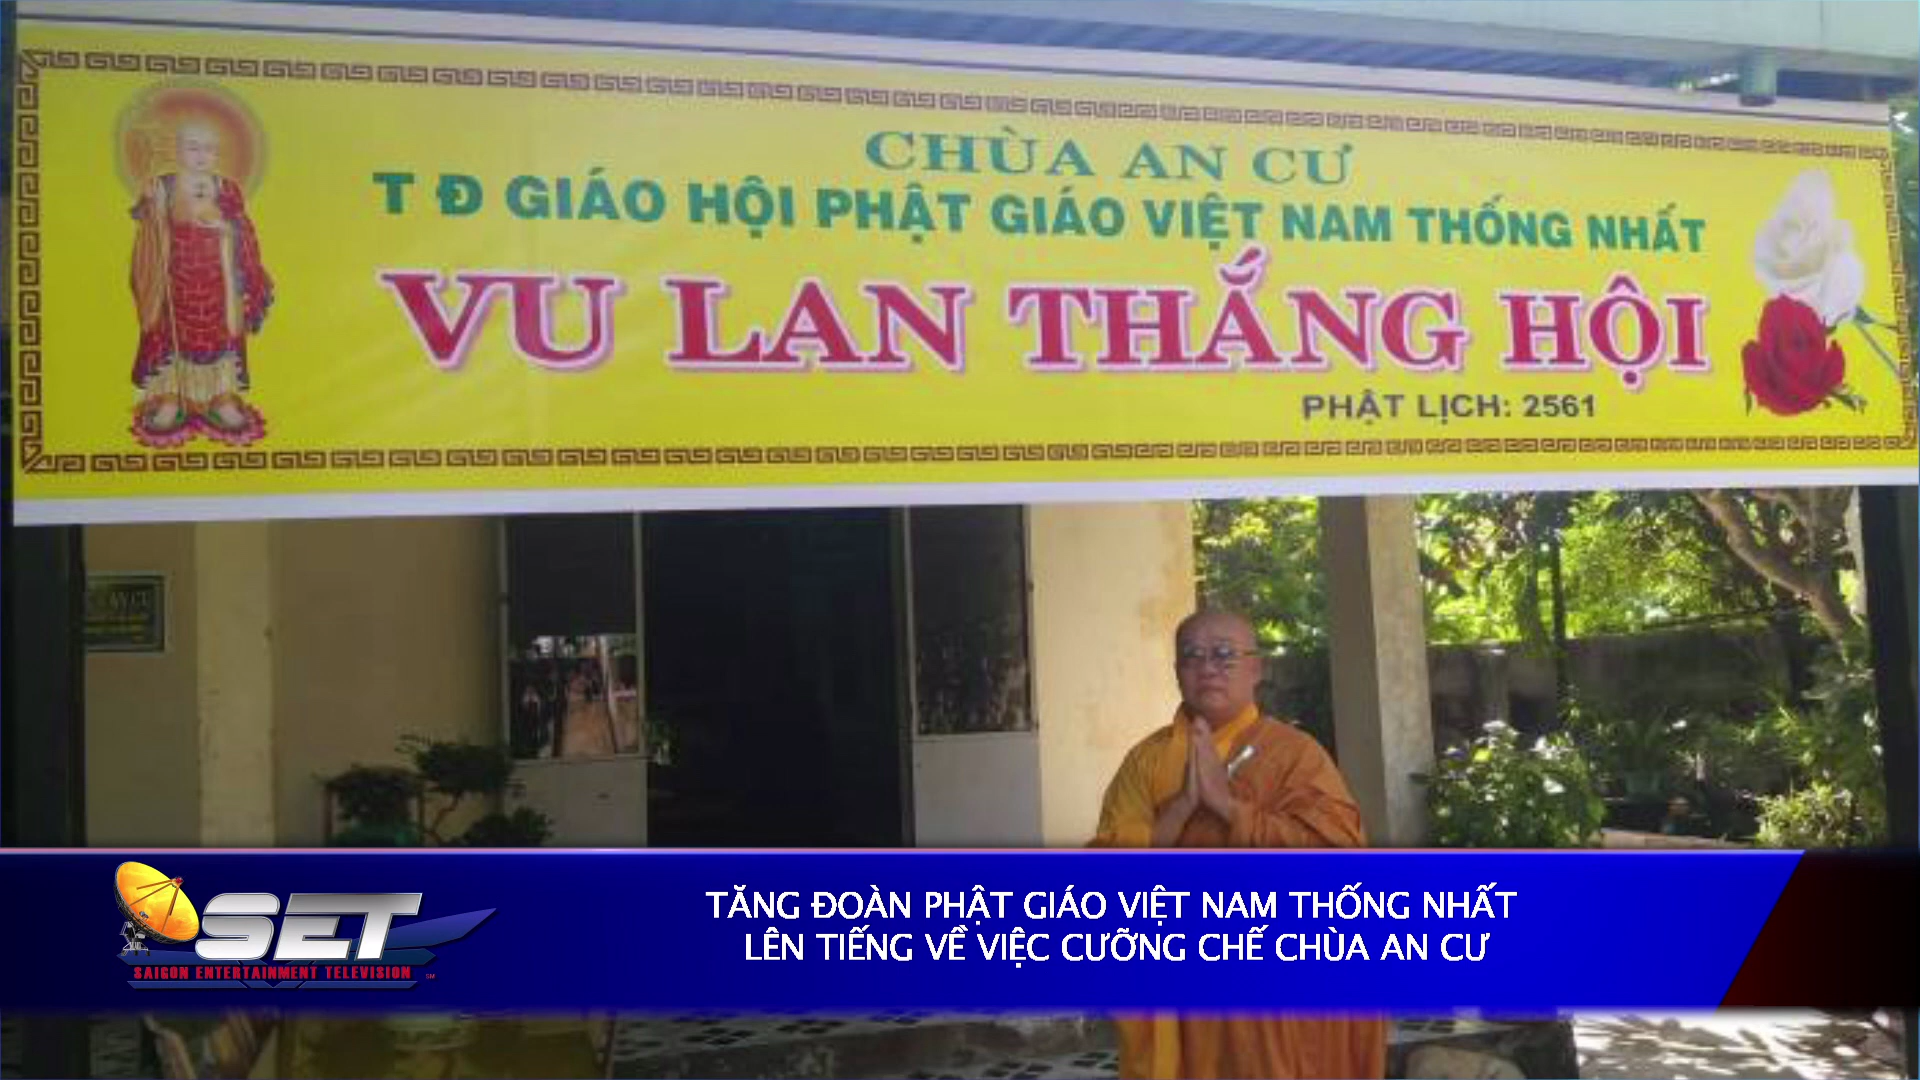 CHÙA AN CƯ
T Đ GIÁO HỘI PHẬT GIÁO VIỆT NAM THỐNG NHẤT
VU LAN THẮNG HỘI
PHẬT LỊCH: 2561
SET
SAIGON ENTERTAINMENT TELEVISION
SM
TĂNG ĐOÀN PHẬT GIÁO VIỆT NAM THỐNG NHẤT
LÊN TIẾNG VỀ VIỆC CƯỠNG CHẾ CHÙA AN CƯ